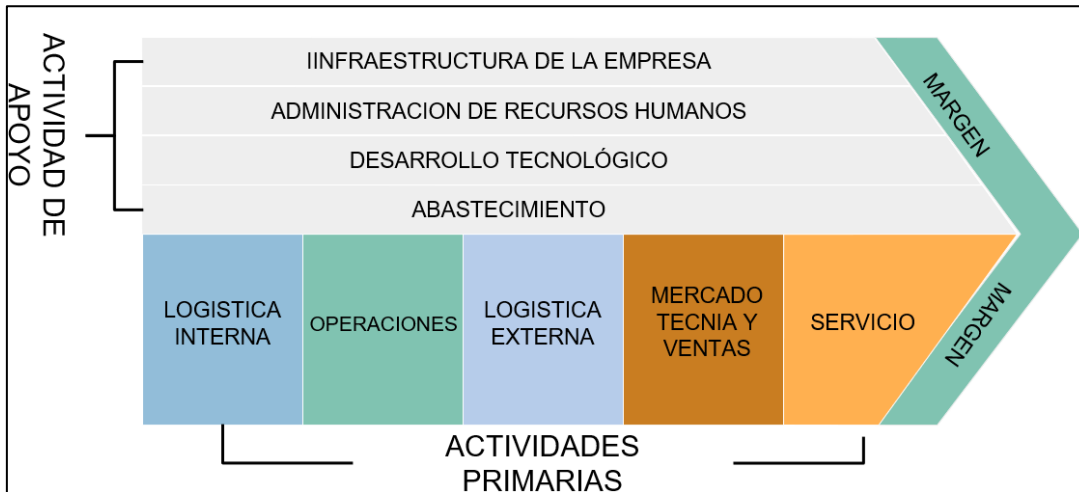 ACTIVIDAD DE
APOYO
IINFRAESTRUCTURA DE LA EMPRESA
ADMINISTRACION DE RECURSOS HUMANOS
DESARROLLO TECNOLÓGICO
ABASTECIMIENTO
MARGEN
LOGISTICA
INTERNA
OPERACIONES
LOGISTICA
EXTERNA
MERCADO
TECNIA Y
VENTAS
SERVICIO
MARGEN
ACTIVIDADES
PRIMARIAS